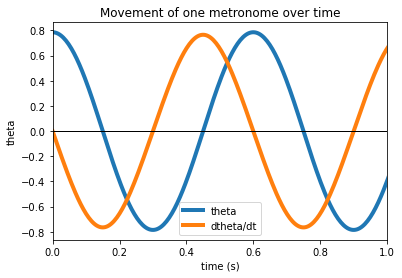 Movement of one metronome over time
theta
0.8
0.6
0.4
0.2
0.0
−0.2
−0.4
−0.6
−0.8
theta
dtheta/dt
0.0 0.2 0.4 0.6 0.8 1.0
time (s)